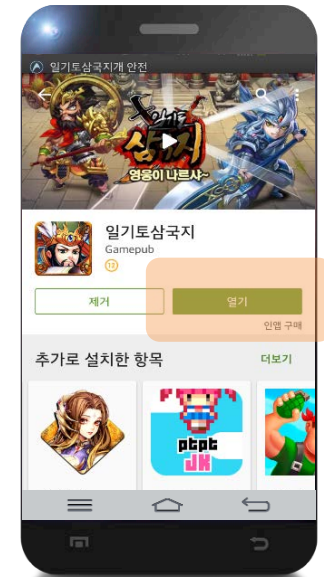 일기토삼국지개 안전
일기토
삼국지
영웅이 나르샤~
일기토삼국지
Gamepub
12
제거
열기
인앱 구매
추가로 설치한 항목
더보기
ptpt
JK